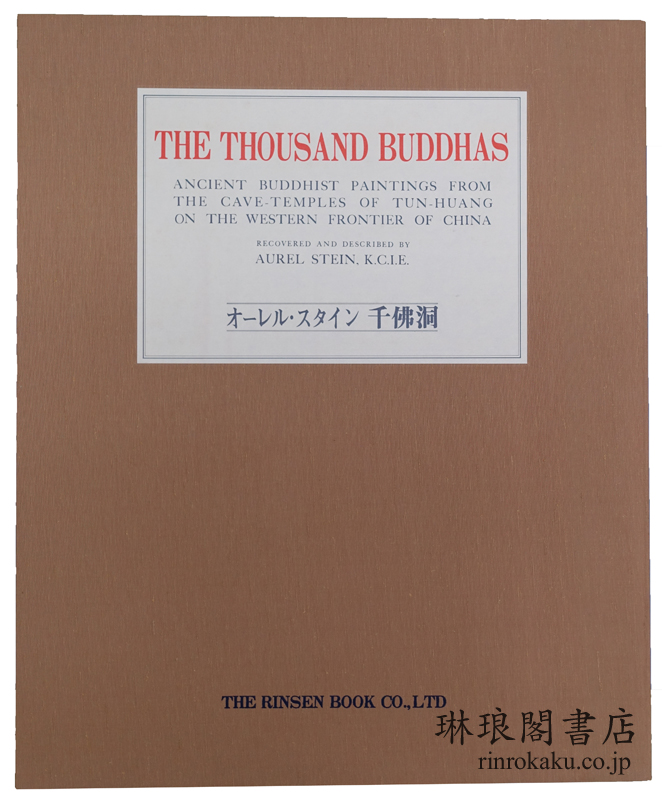 THE THOUSAND BUDDHAS
ANCIENT BUDDHIST PAINTINGS FROM
THE CAVE-TEMPLES OF TUN-HUANG
ON THE WESTERN FRONTIER OF CHINA
RECOVERED AND DESCRIBED BY
AUREL STEIN, K.C.I.E.
オーレル・スタイン 千佛洞
THE RINSEN BOOK CO.,LTD
琳琅閣書店
rinrokaku.co.jp